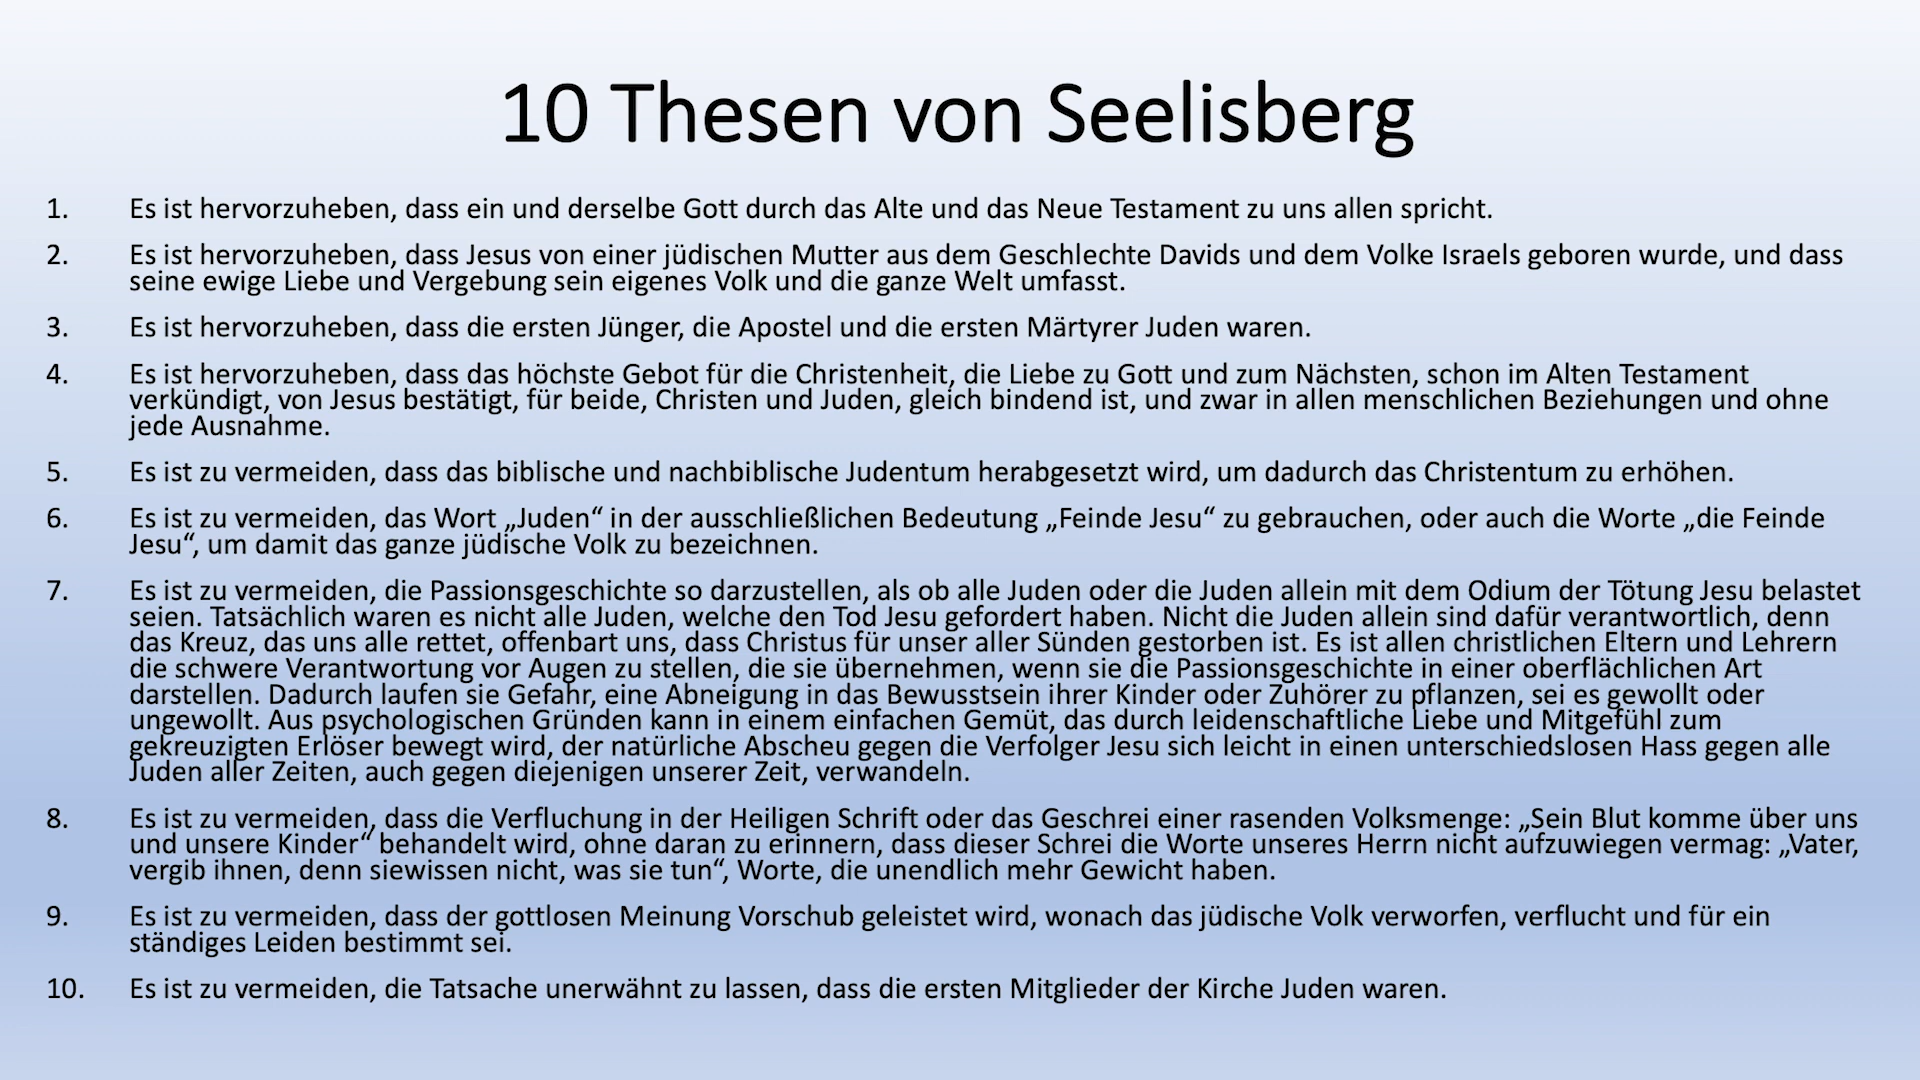 10 Thesen von Seelisberg
1. Es ist hervorzuheben, dass ein und derselbe Gott durch das Alte und das Neue Testament zu uns allen spricht.
2. Es ist hervorzuheben, dass Jesus von einer jüdischen Mutter aus dem Geschlechte Davids und dem Volke Israels geboren wurde, und dass
seine ewige Liebe und Vergebung sein eigenes Volk und die ganze Welt umfasst.
3. Es ist hervorzuheben, dass die ersten Jünger, die Apostel und die ersten Märtyrer Juden waren.
4. Es ist hervorzuheben, dass das höchste Gebot für die Christenheit, die Liebe zu Gott und zum Nächsten, schon im Alten Testament
verkündigt, von Jesus bestätigt, für beide, Christen und Juden, gleich bindend ist, und zwar in allen menschlichen Beziehungen und ohne
jede Ausnahme.
5. Es ist zu vermeiden, dass das biblische und nachbiblische Judentum herabgesetzt wird, um dadurch das Christentum zu erhöhen.
6. Es ist zu vermeiden, das Wort „Juden“ in der ausschließlichen Bedeutung „Feinde Jesu“ zu gebrauchen, oder auch die Worte „die Feinde
Jesu“, um damit das ganze jüdische Volk zu bezeichnen.
7. Es ist zu vermeiden, die Passionsgeschichte so darzustellen, als ob alle Juden oder die Juden allein mit dem Odium der Tötung Jesu belastet
seien. Tatsächlich waren es nicht alle Juden, welche den Tod Jesu gefordert haben. Nicht die Juden allein sind dafür verantwortlich, denn
das Kreuz, das uns alle rettet, offenbart uns, dass Christus für unser aller Sünden gestorben ist. Es ist allen christlichen Eltern und Lehrern
die schwere Verantwortung vor Augen zu stellen, die sie übernehmen, wenn sie die Passionsgeschichte in einer oberflächlichen Art
darstellen. Dadurch laufen sie Gefahr, eine Abneigung in das Bewusstsein ihrer Kinder oder Zuhörer zu pflanzen, sei es gewollt oder
ungewollt. Aus psychologischen Gründen kann in einem einfachen Gemüt, das durch leidenschaftliche Liebe und Mitgefühl zum
gekreuzigten Erlöser bewegt wird, der natürliche Abscheu gegen die Verfolger Jesu sich leicht in einen unterschiedslosen Hass gegen alle
Juden aller Zeiten, auch gegen diejenigen unserer Zeit, verwandeln.
8. Es ist zu vermeiden, dass die Verfluchung in der Heiligen Schrift oder das Geschrei einer rasenden Volksmenge: „Sein Blut komme über uns
und unsere Kinder“ behandelt wird, ohne daran zu erinnern, dass dieser Schrei die Worte unseres Herrn nicht aufzuwiegen vermag: „Vater,
vergib ihnen, denn siewissen nicht, was sie tun“, Worte, die unendlich mehr Gewicht haben.
9. Es ist zu vermeiden, dass der gottlosen Meinung Vorschub geleistet wird, wonach das jüdische Volk verworfen, verflucht und für ein
ständiges Leiden bestimmt sei.
10. Es ist zu vermeiden, die Tatsache unerwähnt zu lassen, dass die ersten Mitglieder der Kirche Juden waren.